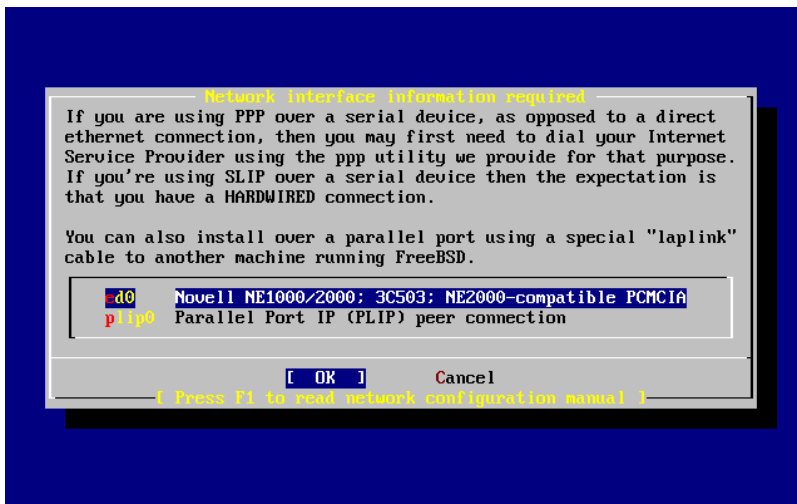 Network interface information required
If you are using PPP over a serial device, as opposed to a direct
ethernet connection, then you may first need to dial your Internet
Service Provider using the ppp utility we provide for that purpose.
If you're using SLIP over a serial device then the expectation is
that you have a HARDWIRED connection.
You can also install over a parallel port using a special "laplink"
cable to another machine running FreeBSD.
ed0 Novell NE1000/2000; 3C503; NE2000-compatible PCMCIA
plip0 Parallel Port IP (PLIP) peer connection
[ OK ] Cancel
[ Press F1 to read network configuration manual ]